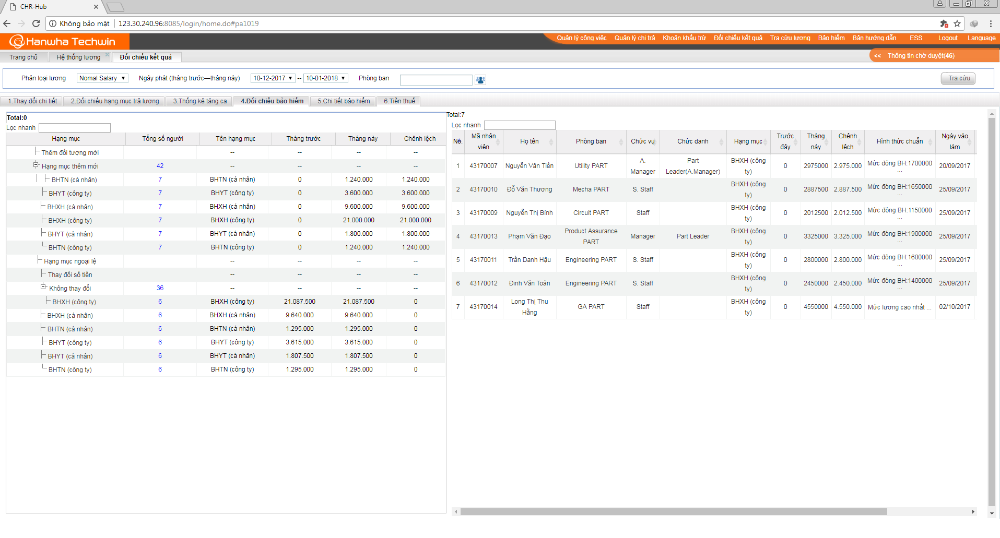 CHR-Hub
Không bảo mật 123.30.240.96:8085/login/home.do#pa1019
Hanwha Techwin
Quản lý công việc Quản lý chi trả Khoản khấu trừ Đối chiếu kết quả Tra cứu lương Bảo hiểm Bản hướng dẫn ESS Logout Language
Trang chủ Hệ thống lương Đối chiếu kết quả
<< Thông tin chờ duyệt(46)
Phân loại lương Nomal Salary Ngày phát (tháng trước—tháng này) 10-12-2017 -- 10-01-2018 Phòng ban Tra cứu
1.Thay đổi chi tiết 2.Đối chiếu hạng mục trả lương 3.Thống kê tăng ca 4.Đối chiếu bảo hiểm 5.Chi tiết bảo hiểm 6.Tiền thuế
Total:0
Lọc nhanh
Hạng mục Tổng số người Tên hạng mục Tháng trước Tháng này Chênh lệch
Thêm đối tượng mới -- -- -- --
Hạng mục thêm mới 42 -- -- -- --
BHTN (cá nhân) 7 BHTN (cá nhân) 0 1.240.000 1.240.000
BHYT (công ty) 7 BHYT (công ty) 0 3.600.000 3.600.000
BHXH (cá nhân) 7 BHXH (cá nhân) 0 9.600.000 9.600.000
BHXH (công ty) 7 BHXH (công ty) 0 21.000.000 21.000.000
BHYT (cá nhân) 7 BHYT (cá nhân) 0 1.800.000 1.800.000
BHTN (công ty) 7 BHTN (công ty) 0 1.240.000 1.240.000
Hạng mục ngoại lệ -- -- -- --
Thay đổi số tiền -- -- -- --
Không thay đổi 36 -- -- -- --
BHXH (công ty) 6 BHXH (công ty) 21.087.500 21.087.500 0
BHXH (cá nhân) 6 BHXH (cá nhân) 9.640.000 9.640.000 0
BHTN (cá nhân) 6 BHTN (cá nhân) 1.295.000 1.295.000 0
BHYT (công ty) 6 BHYT (công ty) 3.615.000 3.615.000 0
BHYT (cá nhân) 6 BHYT (cá nhân) 1.807.500 1.807.500 0
BHTN (công ty) 6 BHTN (công ty) 1.295.000 1.295.000 0
Total:7
Lọc nhanh
No. Mã nhân viên Họ tên Phòng ban Chức vụ Chức danh Hạng mục Trước đây Tháng này Chênh lệch Hình thức chuẩn Ngày vào làm
1 43170007 Nguyễn Văn Tiến Utility PART A. Manager Part Leader(A.Manager) BHXH (công ty) 0 2975000 2.975.000 Mức đóng BH:1700000 ... 20/09/2017
2 43170010 Đỗ Văn Thương Mecha PART S. Staff BHXH (công ty) 0 2887500 2.887.500 Mức đóng BH:1650000 ... 25/09/2017
3 43170009 Nguyễn Thị Bình Circuit PART Staff BHXH (công ty) 0 2012500 2.012.500 Mức đóng BH:1150000 ... 25/09/2017
4 43170013 Phạm Văn Đạo Product Assurance PART Manager Part Leader BHXH (công ty) 0 3325000 3.325.000 Mức đóng BH:1900000 ... 25/09/2017
5 43170011 Trần Danh Hậu Engineering PART S. Staff BHXH (công ty) 0 2800000 2.800.000 Mức đóng BH:1600000 ... 25/09/2017
6 43170012 Đinh Văn Toàn Engineering PART S. Staff BHXH (công ty) 0 2450000 2.450.000 Mức đóng BH:1400000 ... 25/09/2017
7 43170014 Long Thị Thu Hằng GA PART Staff BHXH (công ty) 0 4550000 4.550.000 Mức lương cao nhất ... 02/10/2017